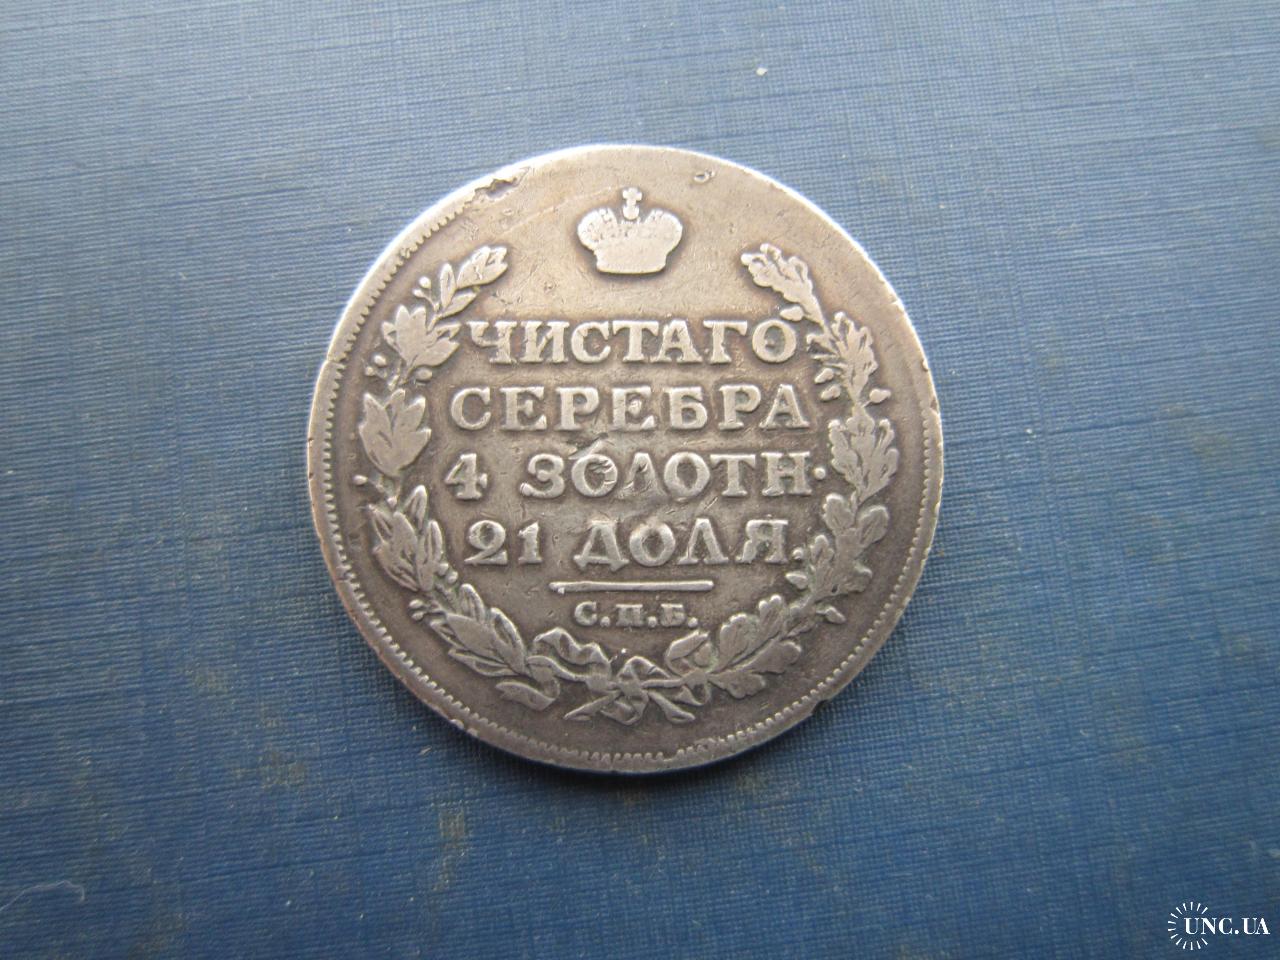 ЧИСТАГО
СЕРЕБРА
4 ЗОЛОТН·
21 ДОЛЯ.
С.П.Б.
UNC.UA